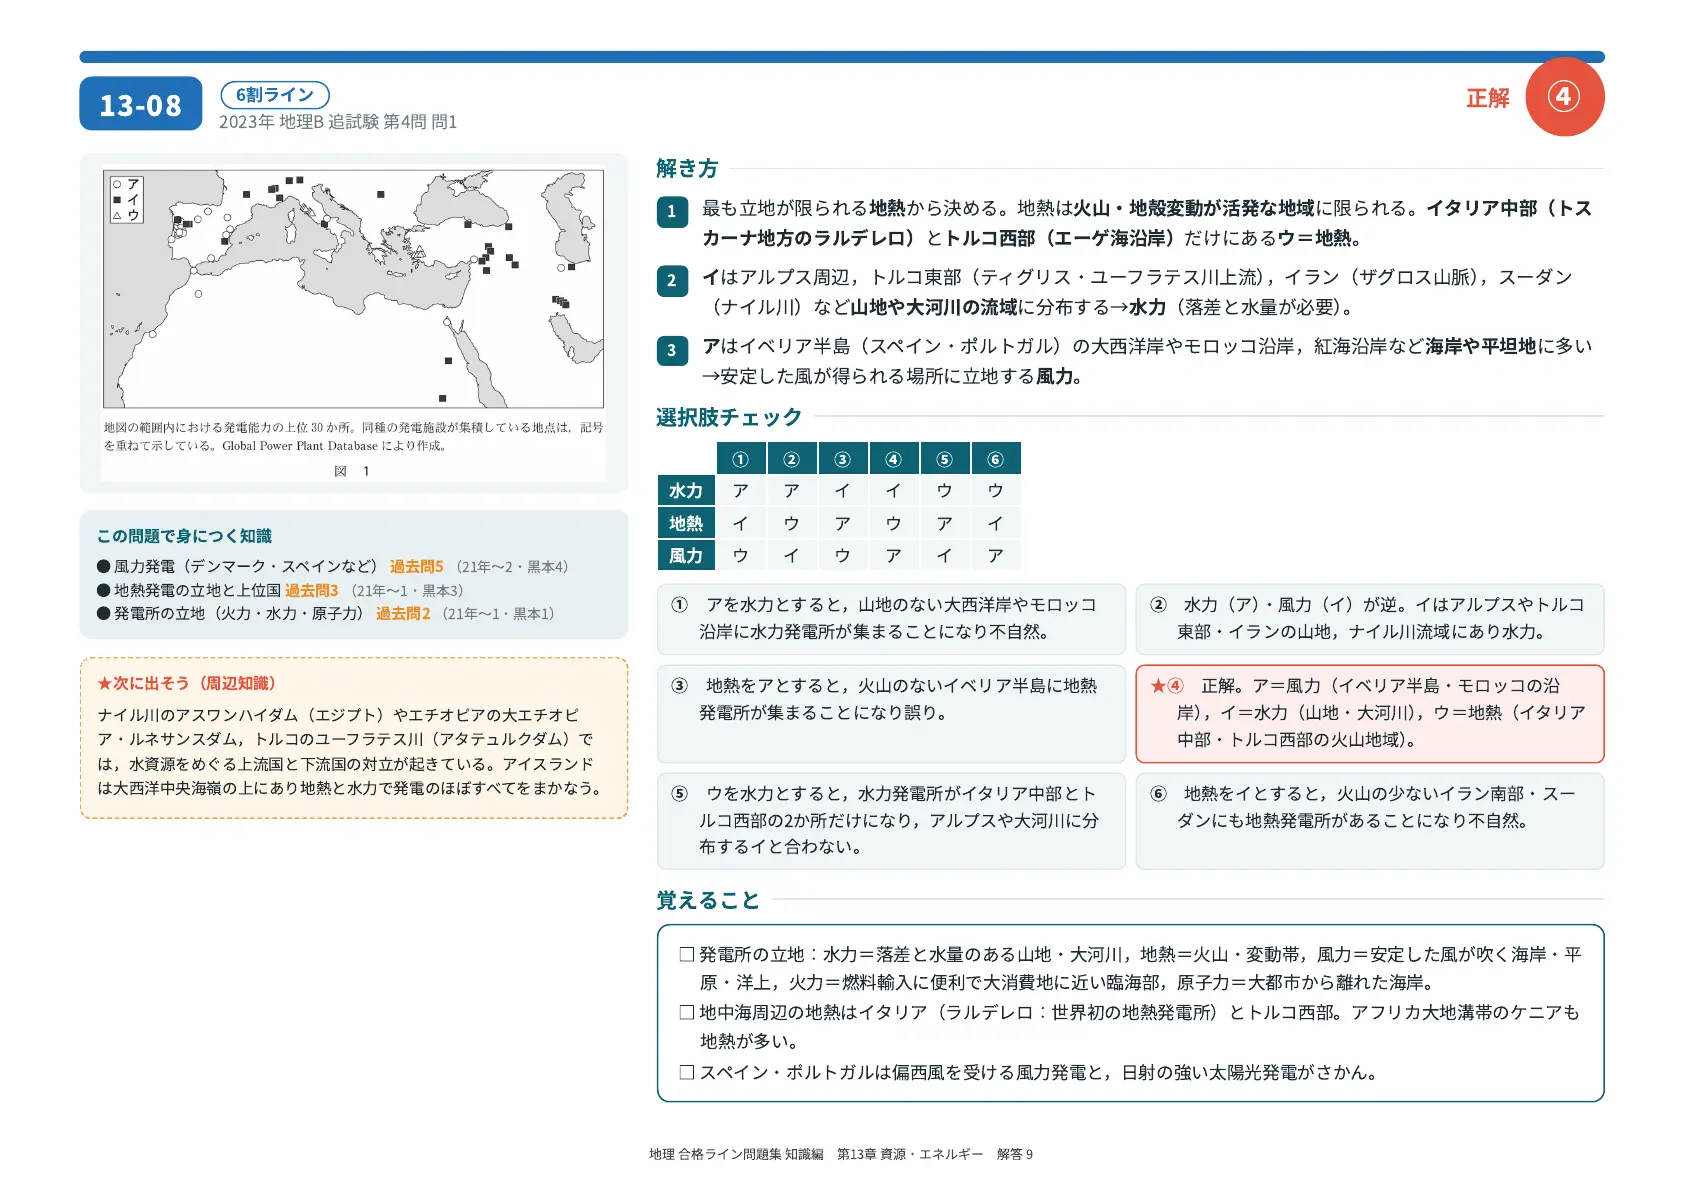 13-08
6割ライン
2023年 地理B 追試験 第4問 問1
正解 ④
○ ア
■ イ
△ ウ
地図の範囲内における発電能力の上位 30 か所。同種の発電施設が集積している地点は，記号
を重ねて示している。Global Power Plant Database により作成。
図 1
この問題で身につく知識
●風力発電（デンマーク・スペインなど） 過去問5 （21年～2・黒本4）
●地熱発電の立地と上位国 過去問3 （21年～1・黒本3）
●発電所の立地（火力・水力・原子力） 過去問2 （21年～1・黒本1）
★次に出そう（周辺知識）
ナイル川のアスワンハイダム（エジプト）やエチオピアの大エチオピ
ア・ルネサンスダム，トルコのユーフラテス川（アタテュルクダム）で
は，水資源をめぐる上流国と下流国の対立が起きている。アイスランド
は大西洋中央海嶺の上にあり地熱と水力で発電のほぼすべてをまかなう。
解き方
1 最も立地が限られる地熱から決める。地熱は火山・地殻変動が活発な地域に限られる。イタリア中部（トス
カーナ地方のラルデレロ）とトルコ西部（エーゲ海沿岸）だけにあるウ＝地熱。
2 イはアルプス周辺，トルコ東部（ティグリス・ユーフラテス川上流），イラン（ザグロス山脈），スーダン
（ナイル川）など山地や大河川の流域に分布する→水力（落差と水量が必要）。
3 アはイベリア半島（スペイン・ポルトガル）の大西洋岸やモロッコ沿岸，紅海沿岸など海岸や平坦地に多い
→安定した風が得られる場所に立地する風力。
選択肢チェック
① ② ③ ④ ⑤ ⑥
水力 ア ア イ イ ウ ウ
地熱 イ ウ ア ウ ア イ
風力 ウ イ ウ ア イ ア
① アを水力とすると，山地のない大西洋岸やモロッコ
沿岸に水力発電所が集まることになり不自然。
② 水力（ア）・風力（イ）が逆。イはアルプスやトルコ
東部・イランの山地，ナイル川流域にあり水力。
③ 地熱をアとすると，火山のないイベリア半島に地熱
発電所が集まることになり誤り。
★④ 正解。ア＝風力（イベリア半島・モロッコの沿
岸），イ＝水力（山地・大河川），ウ＝地熱（イタリア
中部・トルコ西部の火山地域）。
⑤ ウを水力とすると，水力発電所がイタリア中部とト
ルコ西部の2か所だけになり，アルプスや大河川に分
布するイと合わない。
⑥ 地熱をイとすると，火山の少ないイラン南部・スー
ダンにも地熱発電所があることになり不自然。
覚えること
□ 発電所の立地：水力＝落差と水量のある山地・大河川，地熱＝火山・変動帯，風力＝安定した風が吹く海岸・平
原・洋上，火力＝燃料輸入に便利で大消費地に近い臨海部，原子力＝大都市から離れた海岸。
□ 地中海周辺の地熱はイタリア（ラルデレロ：世界初の地熱発電所）とトルコ西部。アフリカ大地溝帯のケニアも
地熱が多い。
□ スペイン・ポルトガルは偏西風を受ける風力発電と，日射の強い太陽光発電がさかん。
地理 合格ライン問題集 知識編 第13章 資源・エネルギー 解答 9